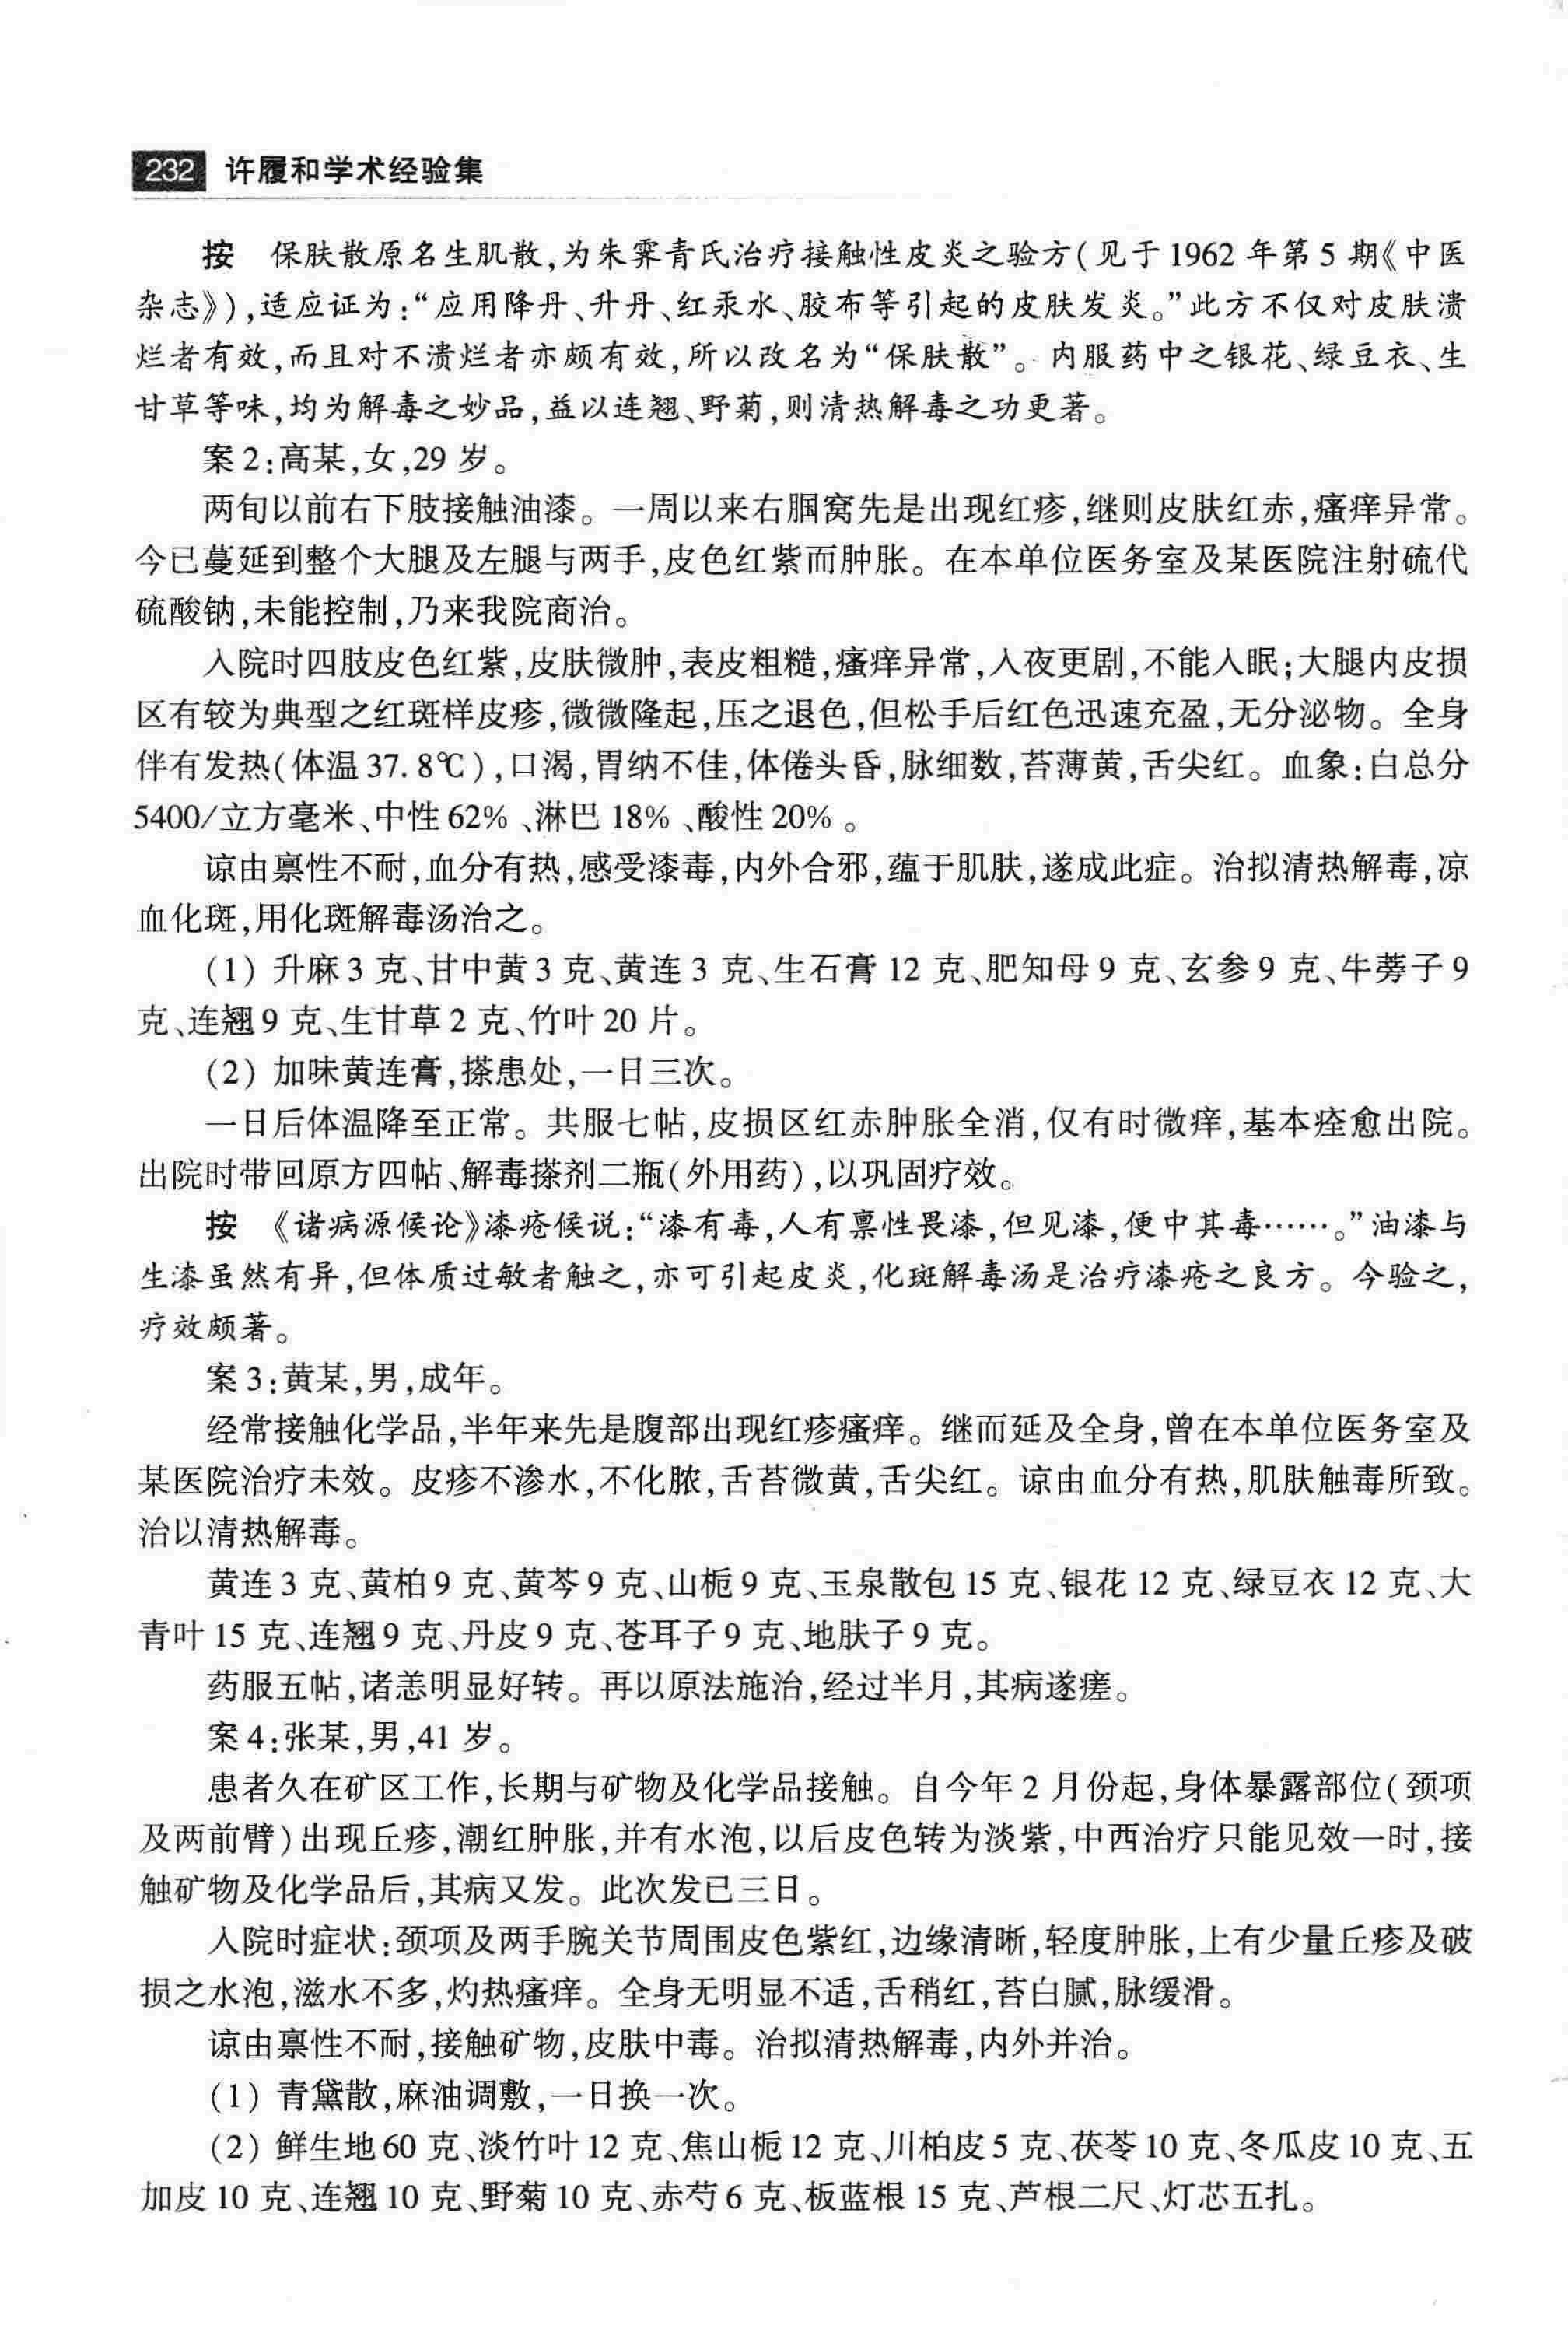 232 许履和学术经验集
按 保肤散原名生肌散,为朱霁青氏治疗接触性皮炎之验方(见于1962年第5期《中医
杂志》),适应证为:“应用降丹、升丹、红汞水、胶布等引起的皮肤发炎。”此方不仅对皮肤溃
烂者有效,而且对不溃烂者亦颇有效,所以改名为“保肤散”。内服药中之银花、绿豆衣、生
甘草等味,均为解毒之妙品,益以连翘、野菊,则清热解毒之功更著。
案2:高某,女,29岁。
两旬以前右下肢接触油漆。一周以来右腘窝先是出现红疹,继则皮肤红赤,瘙痒异常。
今已蔓延到整个大腿及左腿与两手,皮色红紫而肿胀。在本单位医务室及某医院注射硫代
硫酸钠,未能控制,乃来我院商治。
入院时四肢皮色红紫,皮肤微肿,表皮粗糙,瘙痒异常,入夜更剧,不能入眠;大腿内皮损
区有较为典型之红斑样皮疹,微微隆起,压之退色,但松手后红色迅速充盈,无分泌物。全身
伴有发热(体温37.8℃),口渴,胃纳不佳,体倦头昏,脉细数,苔薄黄,舌尖红。血象:白总分
5400/立方毫米、中性62%、淋巴18%、酸性20%。
谅由禀性不耐,血分有热,感受漆毒,内外合邪,蕴于肌肤,遂成此症。治拟清热解毒,凉
血化斑,用化斑解毒汤治之。
(1) 升麻3克、甘中黄3克、黄连3克、生石膏12克、肥知母9克、玄参9克、牛蒡子9
克、连翘9克、生甘草2克、竹叶20片。
(2) 加味黄连膏,搽患处,一日三次。
一日后体温降至正常。共服七帖,皮损区红赤肿胀全消,仅有时微痒,基本痊愈出院。
出院时带回原方四帖、解毒搽剂二瓶(外用药),以巩固疗效。
按 《诸病源候论》漆疮候说:“漆有毒,人有禀性畏漆,但见漆,便中其毒……。”油漆与
生漆虽然有异,但体质过敏者触之,亦可引起皮炎,化斑解毒汤是治疗漆疮之良方。今验之,
疗效颇著。
案3:黄某,男,成年。
经常接触化学品,半年来先是腹部出现红疹瘙痒。继而延及全身,曾在本单位医务室及
某医院治疗未效。皮疹不渗水,不化脓,舌苔微黄,舌尖红。谅由血分有热,肌肤触毒所致。
治以清热解毒。
黄连3克、黄柏9克、黄芩9克、山栀9克、玉泉散包15克、银花12克、绿豆衣12克、大
青叶15克、连翘9克、丹皮9克、苍耳子9克、地肤子9克。
药服五帖,诸恙明显好转。再以原法施治,经过半月,其病遂瘥。
案4:张某,男,41岁。
患者久在矿区工作,长期与矿物及化学品接触。自今年2月份起,身体暴露部位(颈项
及两前臂)出现丘疹,潮红肿胀,并有水泡,以后皮色转为淡紫,中西治疗只能见效一时,接
触矿物及化学品后,其病又发。此次发已三日。
入院时症状:颈项及两手腕关节周围皮色紫红,边缘清晰,轻度肿胀,上有少量丘疹及破
损之水泡,滋水不多,灼热瘙痒。全身无明显不适,舌稍红,苔白腻,脉缓滑。
谅由禀性不耐,接触矿物,皮肤中毒。治拟清热解毒,内外并治。
(1) 青黛散,麻油调敷,一日换一次。
(2) 鲜生地60克、淡竹叶12克、焦山栀12克、川柏皮5克、茯苓10克、冬瓜皮10克、五
加皮10克、连翘10克、野菊10克、赤芍6克、板蓝根15克、芦根二尺、灯芯五扎。